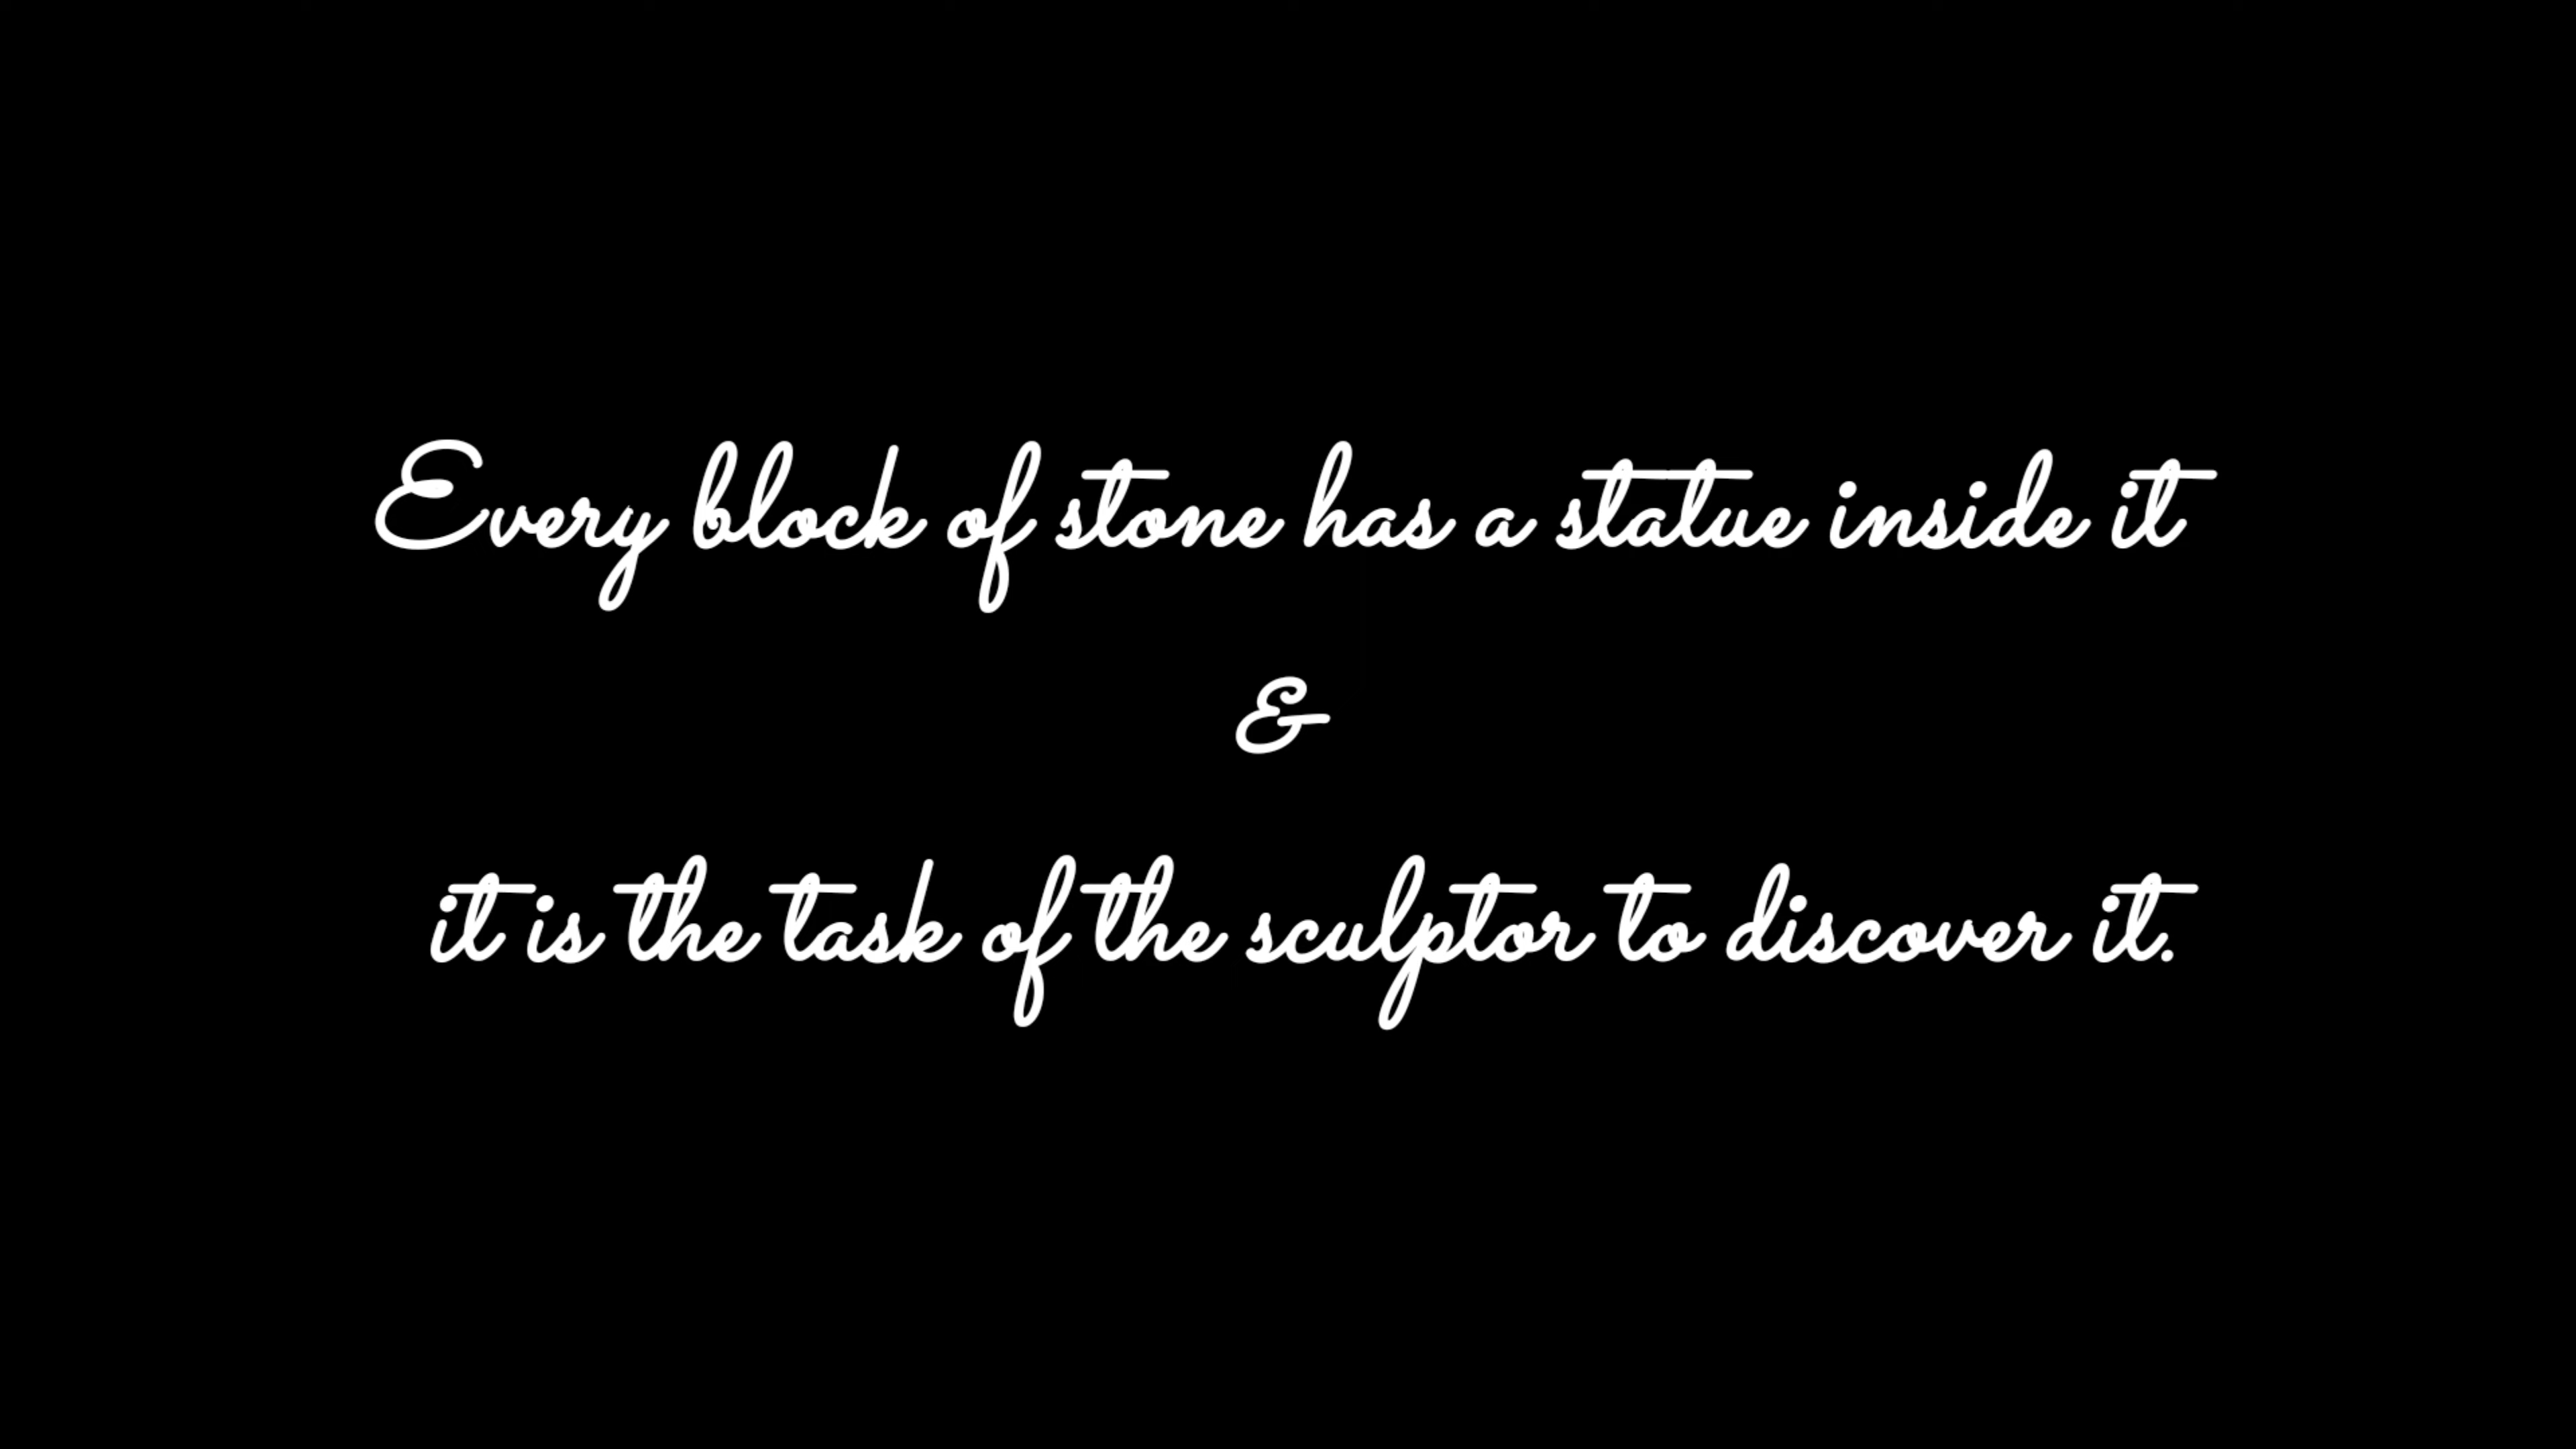 Every block of stone has a statue inside it
&
it is the task of the sculptor to discover it.